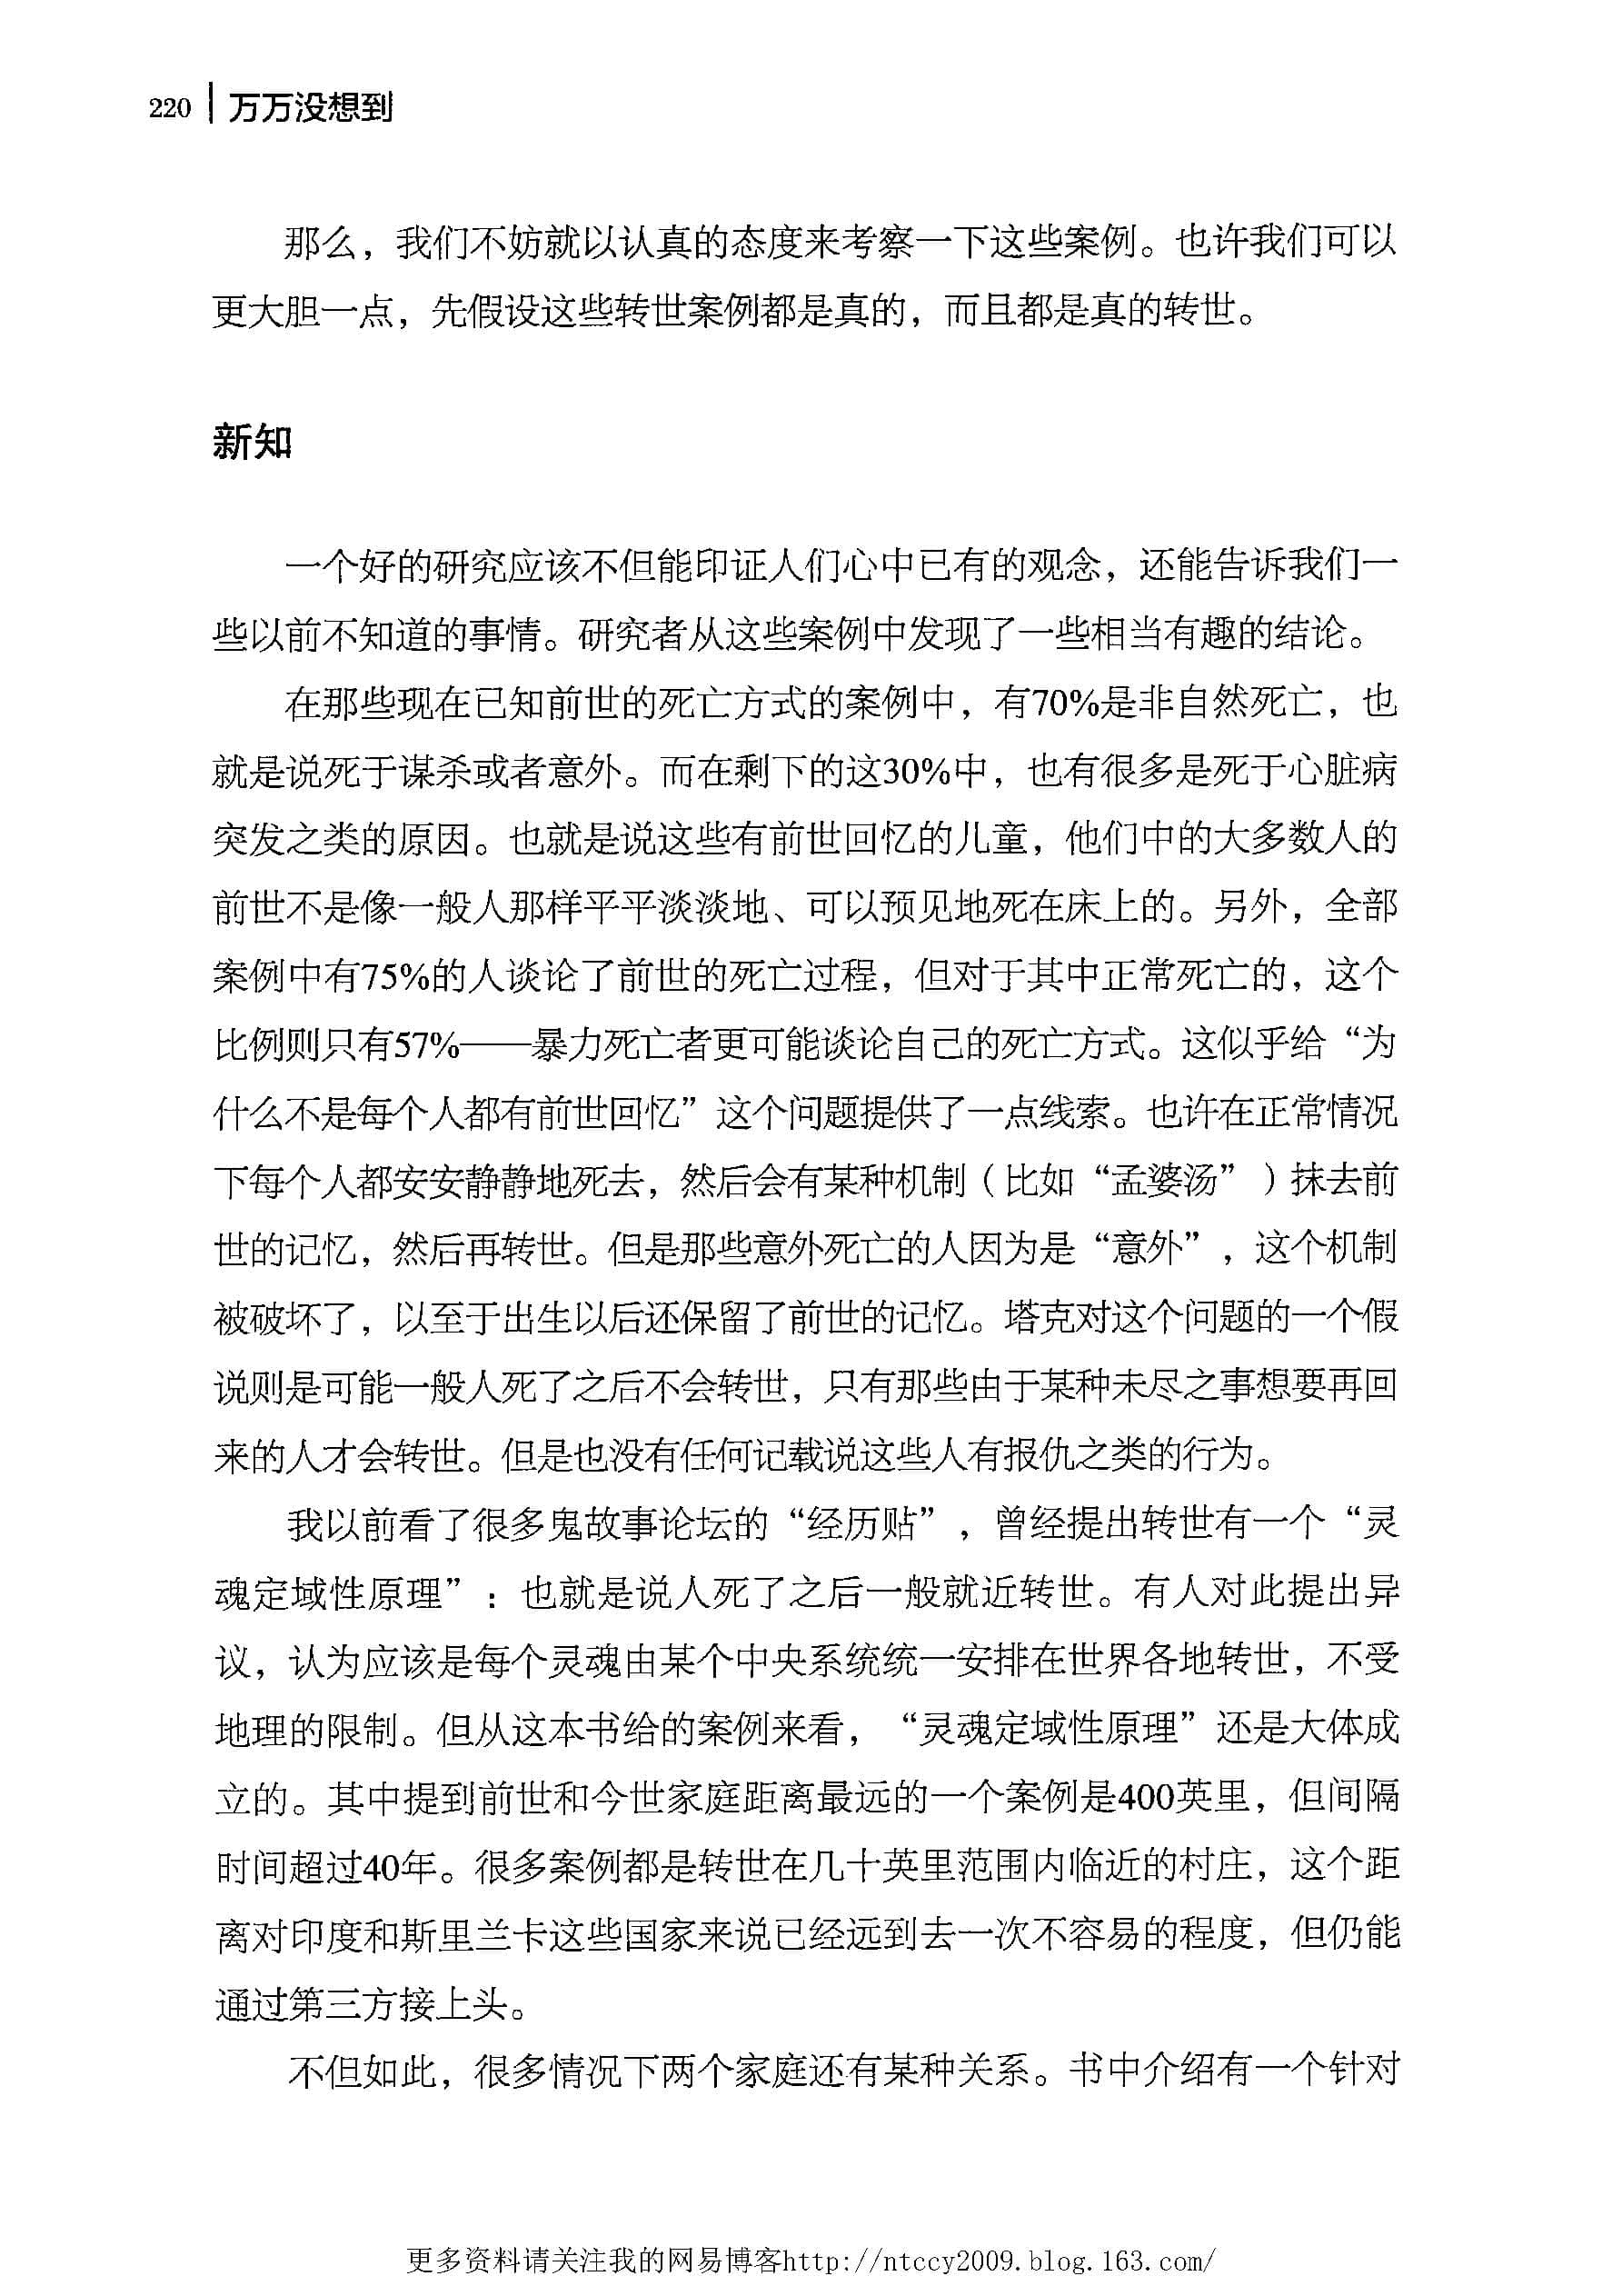 220 | 万万没想到
那么，我们不妨就以认真的态度来考察一下这些案例。也许我们可以
更大胆一点，先假设这些转世案例都是真的，而且都是真的转世。
新知
一个好的研究应该不但能印证人们心中已有的观念，还能告诉我们一
些以前不知道的事情。研究者从这些案例中发现了一些相当有趣的结论。
在那些现在已知前世的死亡方式的案例中，有70%是非自然死亡，也
就是说死于谋杀或者意外。而在剩下的这30%中，也有很多是死于心脏病
突发之类的原因。也就是说这些有前世回忆的儿童，他们中的大多数人的
前世不是像一般人那样平平淡淡地、可以预见地死在床上的。另外，全部
案例中有75%的人谈论了前世的死亡过程，但对于其中正常死亡的，这个
比例则只有57%——暴力死亡者更可能谈论自己的死亡方式。这似乎给“为
什么不是每个人都有前世回忆”这个问题提供了一点线索。也许在正常情况
下每个人都安安静静地死去，然后会有某种机制（比如“孟婆汤”）抹去前
世的记忆，然后再转世。但是那些意外死亡的人因为是“意外”，这个机制
被破坏了，以至于出生以后还保留了前世的记忆。塔克对这个问题的一个假
说则是可能一般人死了之后不会转世，只有那些由于某种未尽之事想要再回
来的人才会转世。但是也没有任何记载说这些人有报仇之类的行为。
我以前看了很多鬼故事论坛的“经历贴”，曾经提出转世有一个“灵
魂定域性原理”：也就是说人死了之后一般就近转世。有人对此提出异
议，认为应该是每个灵魂由某个中央系统统一安排在世界各地转世，不受
地理的限制。但从这本书给的案例来看，“灵魂定域性原理”还是大体成
立的。其中提到前世和今世家庭距离最远的一个案例是400英里，但间隔
时间超过40年。很多案例都是转世在几十英里范围内临近的村庄，这个距
离对印度和斯里兰卡这些国家来说已经远到去一次不容易的程度，但仍能
通过第三方接上头。
不但如此，很多情况下两个家庭还有某种关系。书中介绍有一个针对
更多资料请关注我的网易博客http://ntccy2009.blog.163.com/